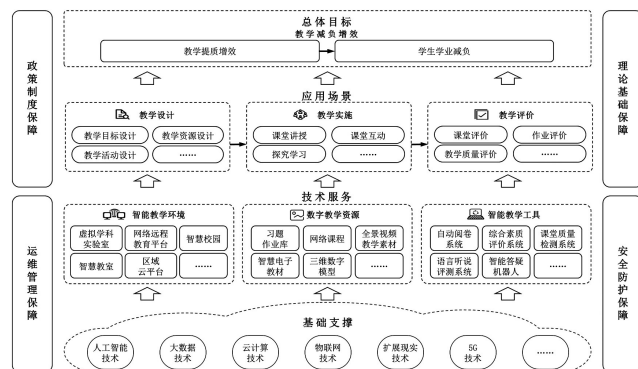 总体目标
教学减负增效
教学提质增效
学生学业减负
政策制度保障
理论基础保障
应用场景
教学设计
教学目标设计
教学资源设计
教学活动设计
……
教学实施
课堂讲授
课堂互动
探究学习
……
教学评价
课堂评价
作业评价
教学质量评价
……
技术服务
运维管理保障
安全防护保障
智能教学环境
虚拟学科
实验室
网络远程
教育平台
智慧校园
智慧教室
区域
云平台
……
数字教学资源
习题
作业库
网络课程
全景视频
教学素材
智慧电子
教材
三维数字
模型
……
智能教学工具
自动阅卷
系统
综合素质
评价系统
课堂质量
检测系统
语言听说
评测系统
智能答疑
机器人
……
基础支撑
人工智能
技术
大数据
技术
云计算
技术
物联网
技术
扩展现实
技术
5G
技术
……